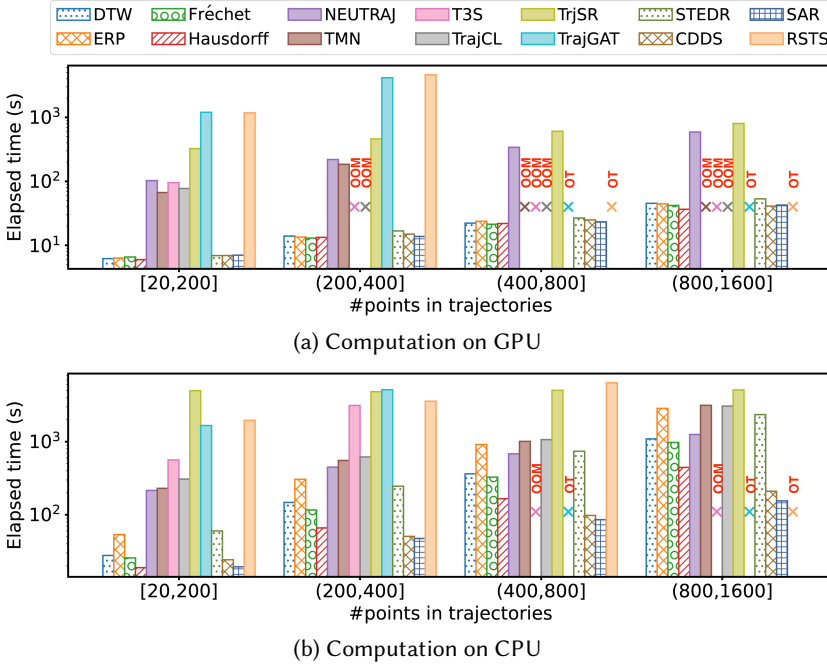 DTW Fréchet NEUTRAJ T3S TrjSR STEDR SAR
ERP Hausdorff TMN TrajCL TrajGAT CDDS RSTS
Elapsed time (s)
10³
10²
10¹
OOM
OOM
OOM
OOM
OOM
OT
OT
OOM
OOM
OOM
OT
OT
[20,200] (200,400] (400,800] (800,1600]
#points in trajectories
(a) Computation on GPU
Elapsed time (s)
10³
10²
OOM
OT
OOM
OT
OT
[20,200] (200,400] (400,800] (800,1600]
#points in trajectories
(b) Computation on CPU